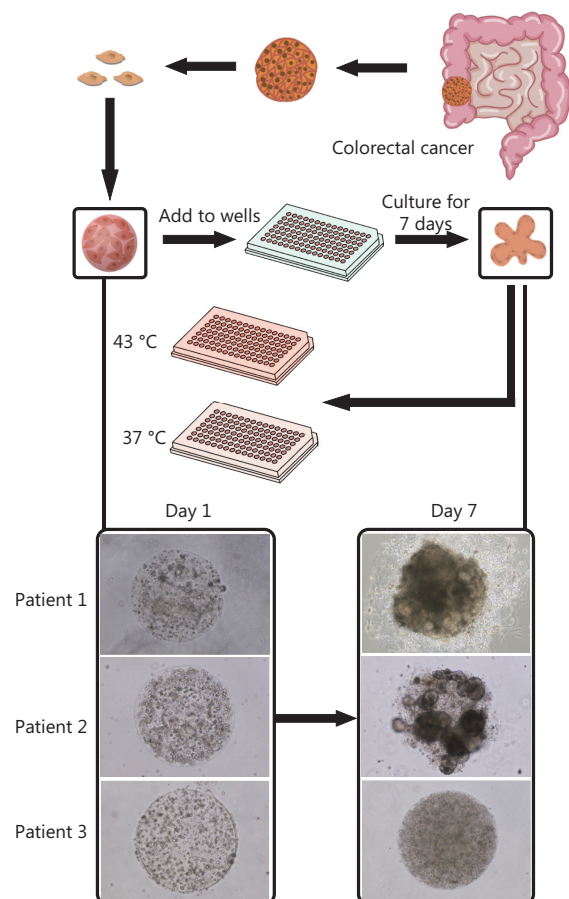 Colorectal cancer
Add to wells
Culture for
7 days
43 °C
37 °C
Day 1
Day 7
Patient 1
Patient 2
Patient 3